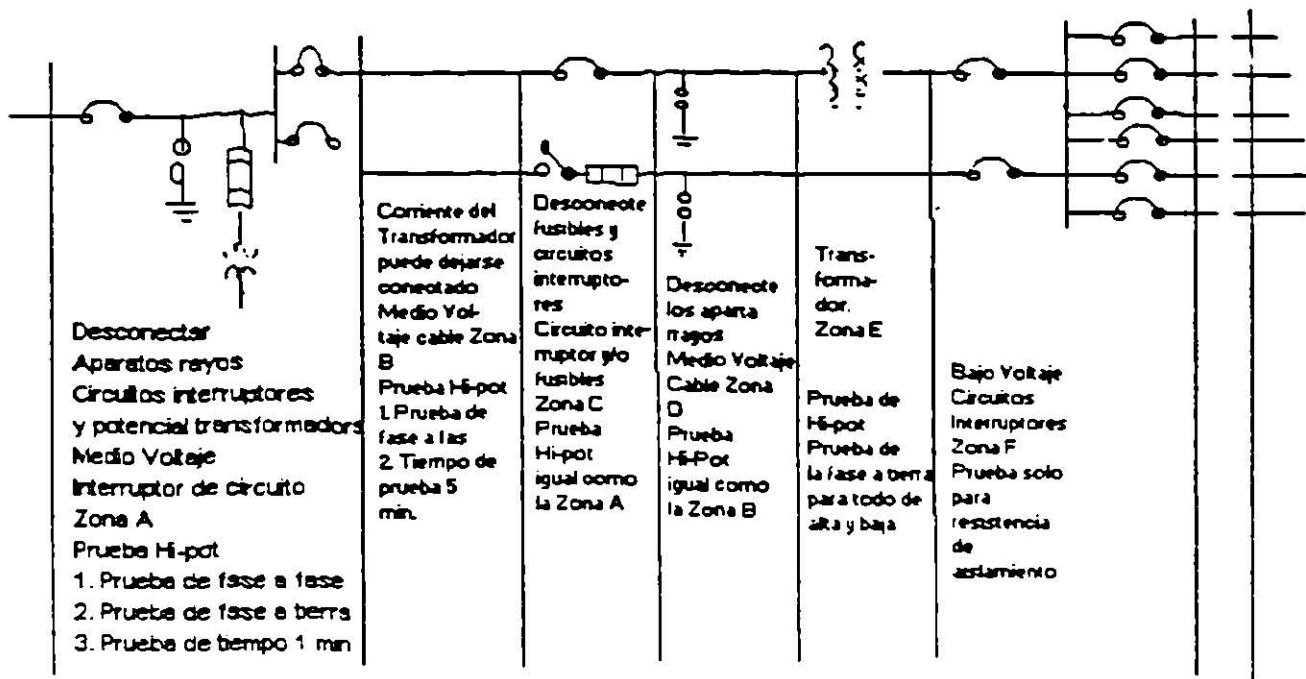 Desconectar
Aparatos rayos
Circuitos interruptores
y potencial transformadors
Medio Voltaje
Interruptor de circuito
Zona A
Prueba Hi-pot
1. Prueba de fase a fase
2. Prueba de fase a tierra
3. Prueba de tiempo 1 min
Corriente del
Transformador
puede dejarse
conectado
Medio Vol-
taje cable Zona
B
Prueba Hi-pot
1. Prueba de
fase a las
2. Tiempo de
prueba 5
min.
Desconecte
fusibles y
circuitos
interrupto-
res
Circuito inte-
rruptor y/o
fusibles
Zona C
Prueba
Hi-pot
igual como
la Zona A
Desconecte
los aparta
rragos
Medio Voltaje
Cable Zona
D
Prueba
Hi-Pot
igual como
la Zona B
Trans-
forma-
dor.
Zona E
Prueba de
Hi-pot
Prueba de
la fase a tierra
para todo de
alta y baja
Bajo Voltaje
Circuitos
Interruptores
Zona F
Prueba solo
para
resistencia
de
aislamiento